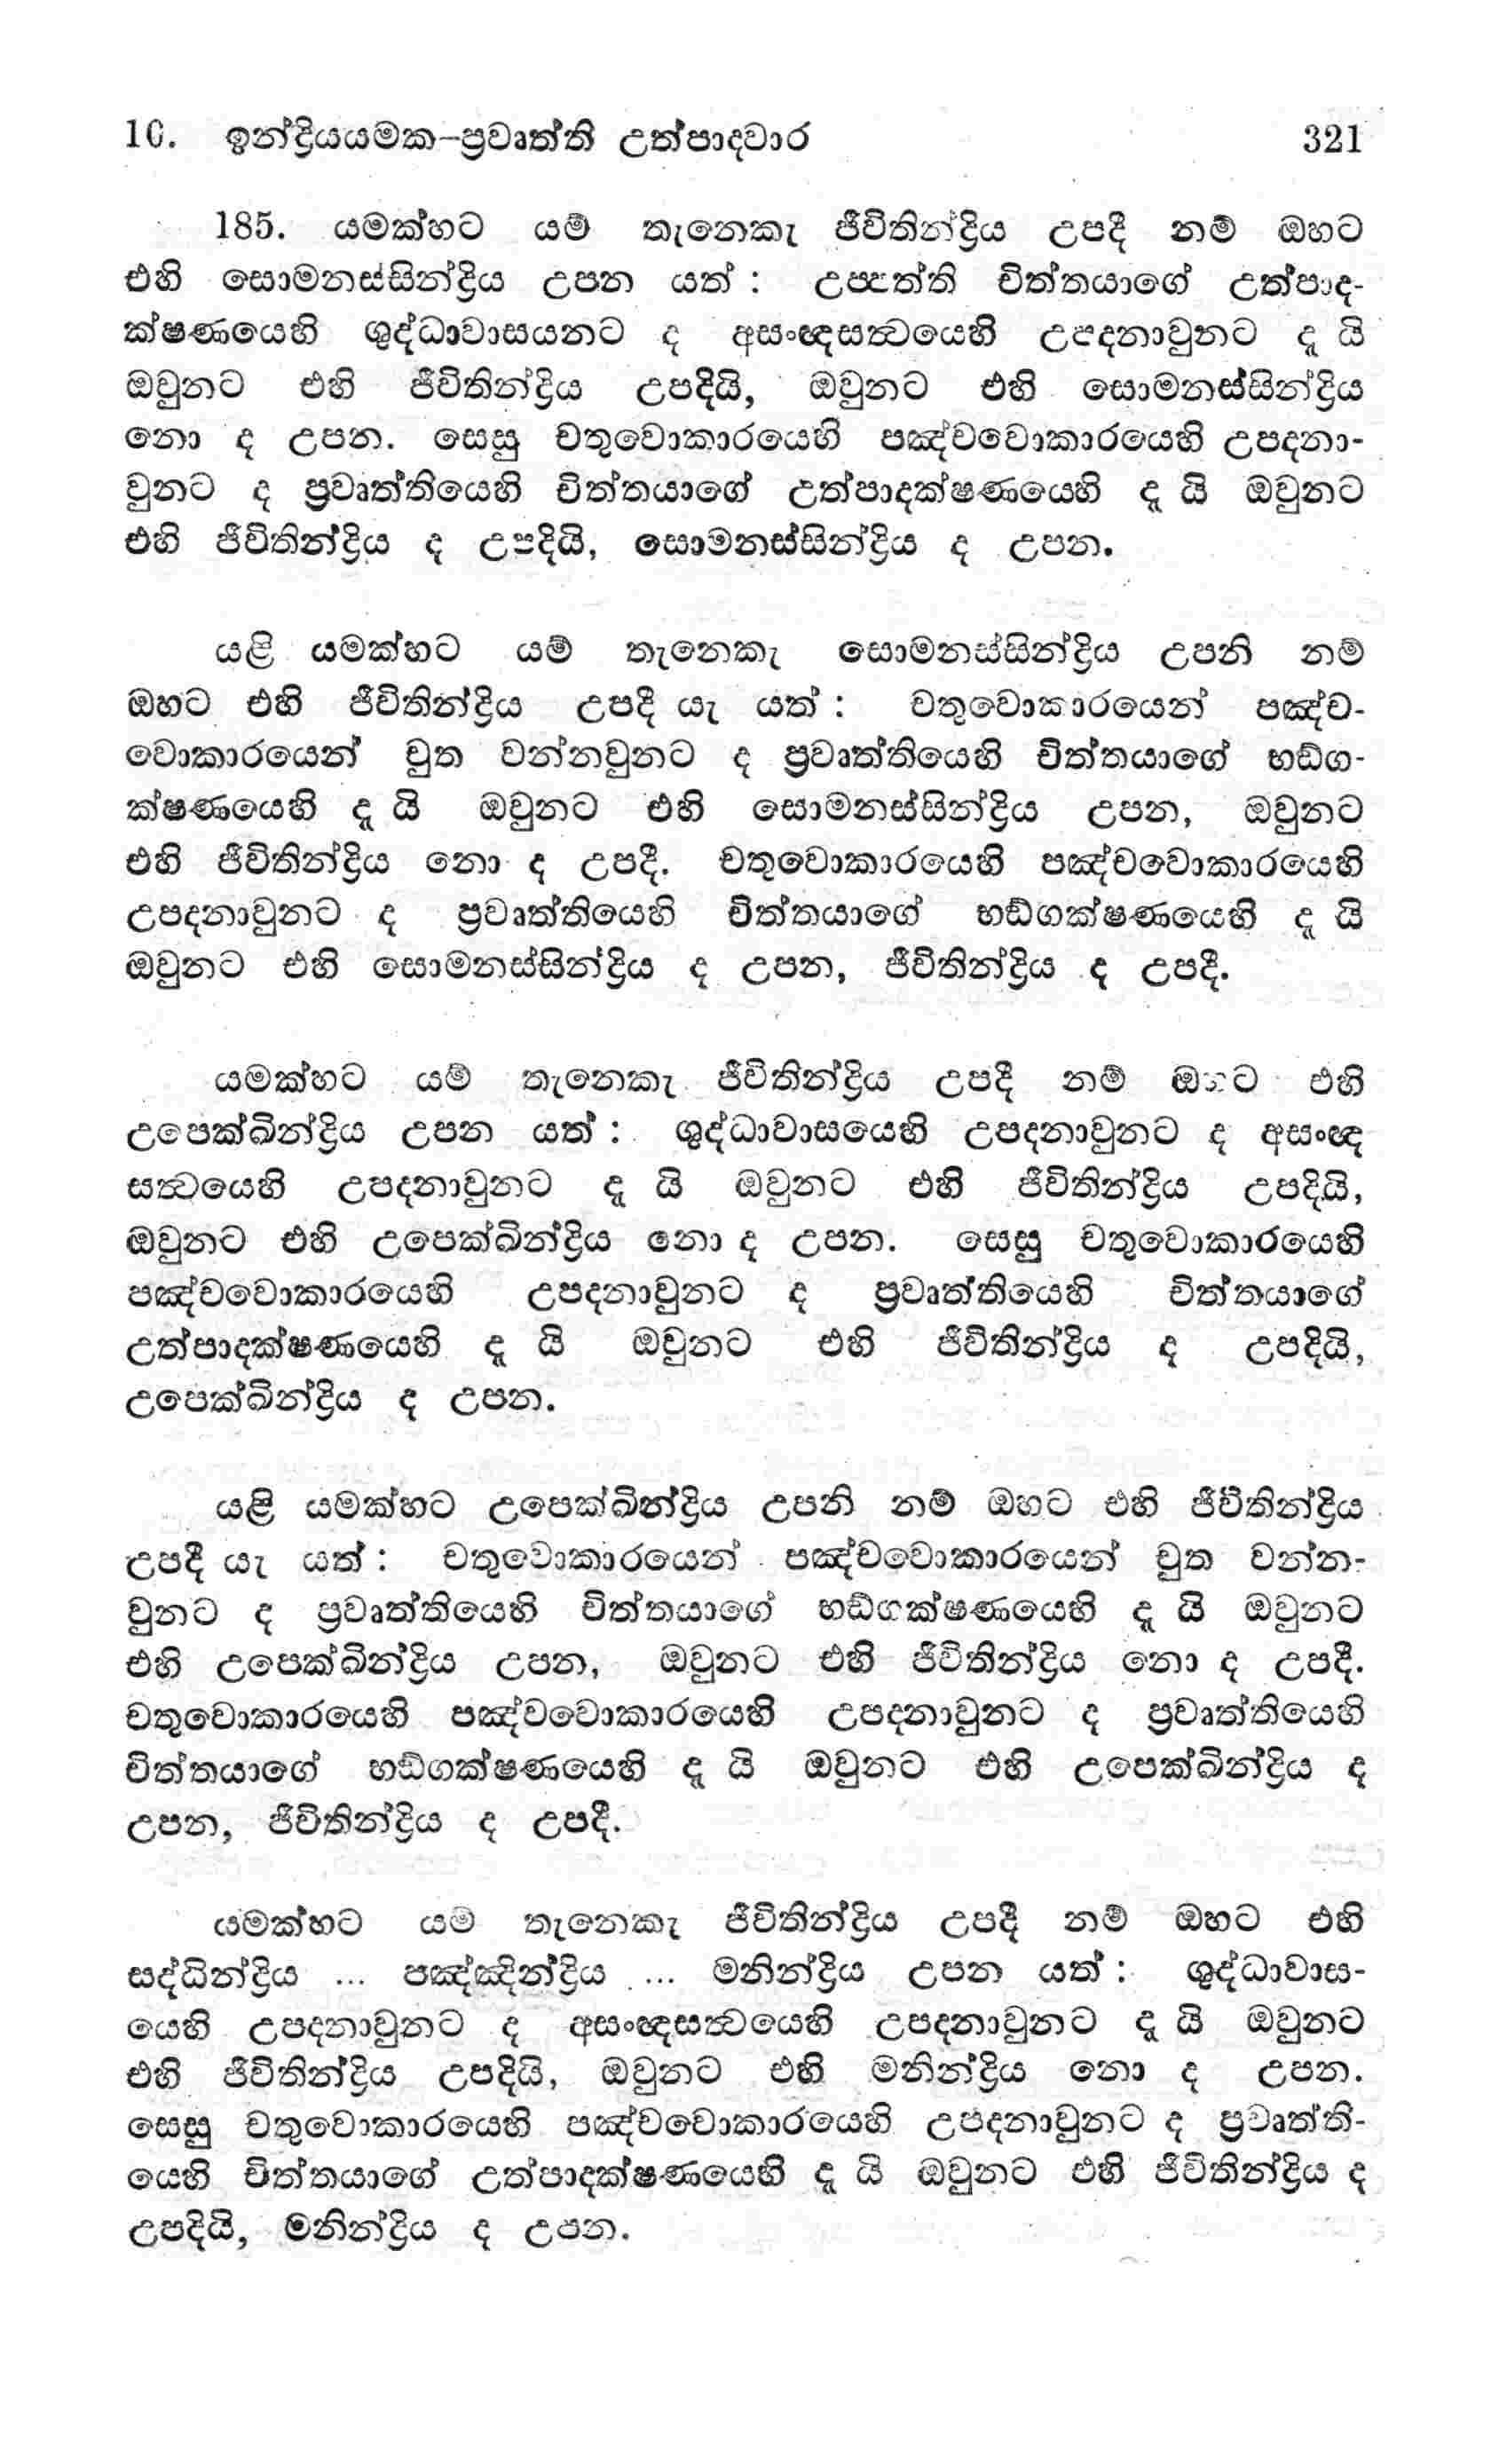 10. ඉන්ද්‍රියයමක-ප්‍රවෘත්ති උත්පාදවාර 321
185. යමක්හට යම් තැනෙකැ ජීවිතින්ද්‍රිය උපදී නම් ඔහට
එහි සොමනස්සින්ද්‍රිය උපන යත් : උප්පත්ති චිත්තයාගේ උත්පාද-
ක්ෂණයෙහි ශුද්ධාවාසයනට ද අසංඥසත්‍වයෙහි උපදනාවුනට දැ යි
ඔවුනට එහි ජීවිතින්ද්‍රිය උපදියි, ඔවුනට එහි සොමනස්සින්ද්‍රිය
නො ද උපන. සෙසු චතුවොකාරයෙහි පඤ්චවොකාරයෙහි උපදනා-
වුනට ද ප්‍රවෘත්තියෙහි චිත්තයාගේ උත්පාදක්ෂණයෙහි දැ යි ඔවුනට
එහි ජීවිතින්ද්‍රිය ද උපදියි, සොමනස්සින්ද්‍රිය ද උපන.
යළි යමක්හට යම් තැනෙකැ සොමනස්සින්ද්‍රිය උපනි නම්
ඔහට එහි ජීවිතින්ද්‍රිය උපදී යැ යත් : චතුවොකාරයෙන් පඤ්ච-
වොකාරයෙන් චුත වන්නවුනට ද ප්‍රවෘත්තියෙහි චිත්තයාගේ භඞ්ග-
ක්ෂණයෙහි දැ යි ඔවුනට එහි සොමනස්සින්ද්‍රිය උපන, ඔවුනට
එහි ජීවිතින්ද්‍රිය නො ද උපදී. චතුවොකාරයෙහි පඤ්චවොකාරයෙහි
උපදනාවුනට ද ප්‍රවෘත්තියෙහි චිත්තයාගේ භඞ්ගක්ෂණයෙහි දැ යි
ඔවුනට එහි සොමනස්සින්ද්‍රිය ද උපන, ජීවිතින්ද්‍රිය ද උපදී.
යමක්හට යම් තැනෙකැ ජීවිතින්ද්‍රිය උපදී නම් ඔහට එහි
උපෙක්ඛින්ද්‍රිය උපන යත් : ශුද්ධාවාසයෙහි උපදනාවුනට ද අසංඥ
සත්‍වයෙහි උපදනාවුනට දැ යි ඔවුනට එහි ජීවිතින්ද්‍රිය උපදියි,
ඔවුනට එහි උපෙක්ඛින්ද්‍රිය නො ද උපන. සෙසු චතුවොකාරයෙහි
පඤ්චවොකාරයෙහි උපදනාවුනට ද ප්‍රවෘත්තියෙහි චිත්තයාගේ
උත්පාදක්ෂණයෙහි දැ යි ඔවුනට එහි ජීවිතින්ද්‍රිය ද උපදියි,
උපෙක්ඛින්ද්‍රිය ද උපන.
යළි යමක්හට උපෙක්ඛින්ද්‍රිය උපනි නම් ඔහට එහි ජීවිතින්ද්‍රිය
උපදී යැ යත් : චතුවොකාරයෙන් පඤ්චවොකාරයෙන් චුත වන්න-
වුනට ද ප්‍රවෘත්තියෙහි චිත්තයාගේ භඞ්ගක්ෂණයෙහි දැ යි ඔවුනට
එහි උපෙක්ඛින්ද්‍රිය උපන, ඔවුනට එහි ජීවිතින්ද්‍රිය නො ද උපදී.
චතුවොකාරයෙහි පඤ්චවොකාරයෙහි උපදනාවුනට ද ප්‍රවෘත්තියෙහි
චිත්තයාගේ භඞ්ගක්ෂණයෙහි දැ යි ඔවුනට එහි උපෙක්ඛින්ද්‍රිය ද
උපන, ජීවිතින්ද්‍රිය ද උපදී.
යමක්හට යම් තැනෙකැ ජීවිතින්ද්‍රිය උපදී නම් ඔහට එහි
සද්ධින්ද්‍රිය ... පඤ්ඤින්ද්‍රිය ... මනින්ද්‍රිය උපන යත් : ශුද්ධාවාස-
යෙහි උපදනාවුනට ද අසංඥසත්‍වයෙහි උපදනාවුනට දැ යි ඔවුනට
එහි ජීවිතින්ද්‍රිය උපදියි, ඔවුනට එහි මනින්ද්‍රිය නො ද උපන.
සෙසු චතුවොකාරයෙහි පඤ්චවොකාරයෙහි උපදනාවුනට ද ප්‍රවෘත්ති-
යෙහි චිත්තයාගේ උත්පාදක්ෂණයෙහි දැ යි ඔවුනට එහි ජීවිතින්ද්‍රිය ද
උපදියි, මනින්ද්‍රිය ද උපන.